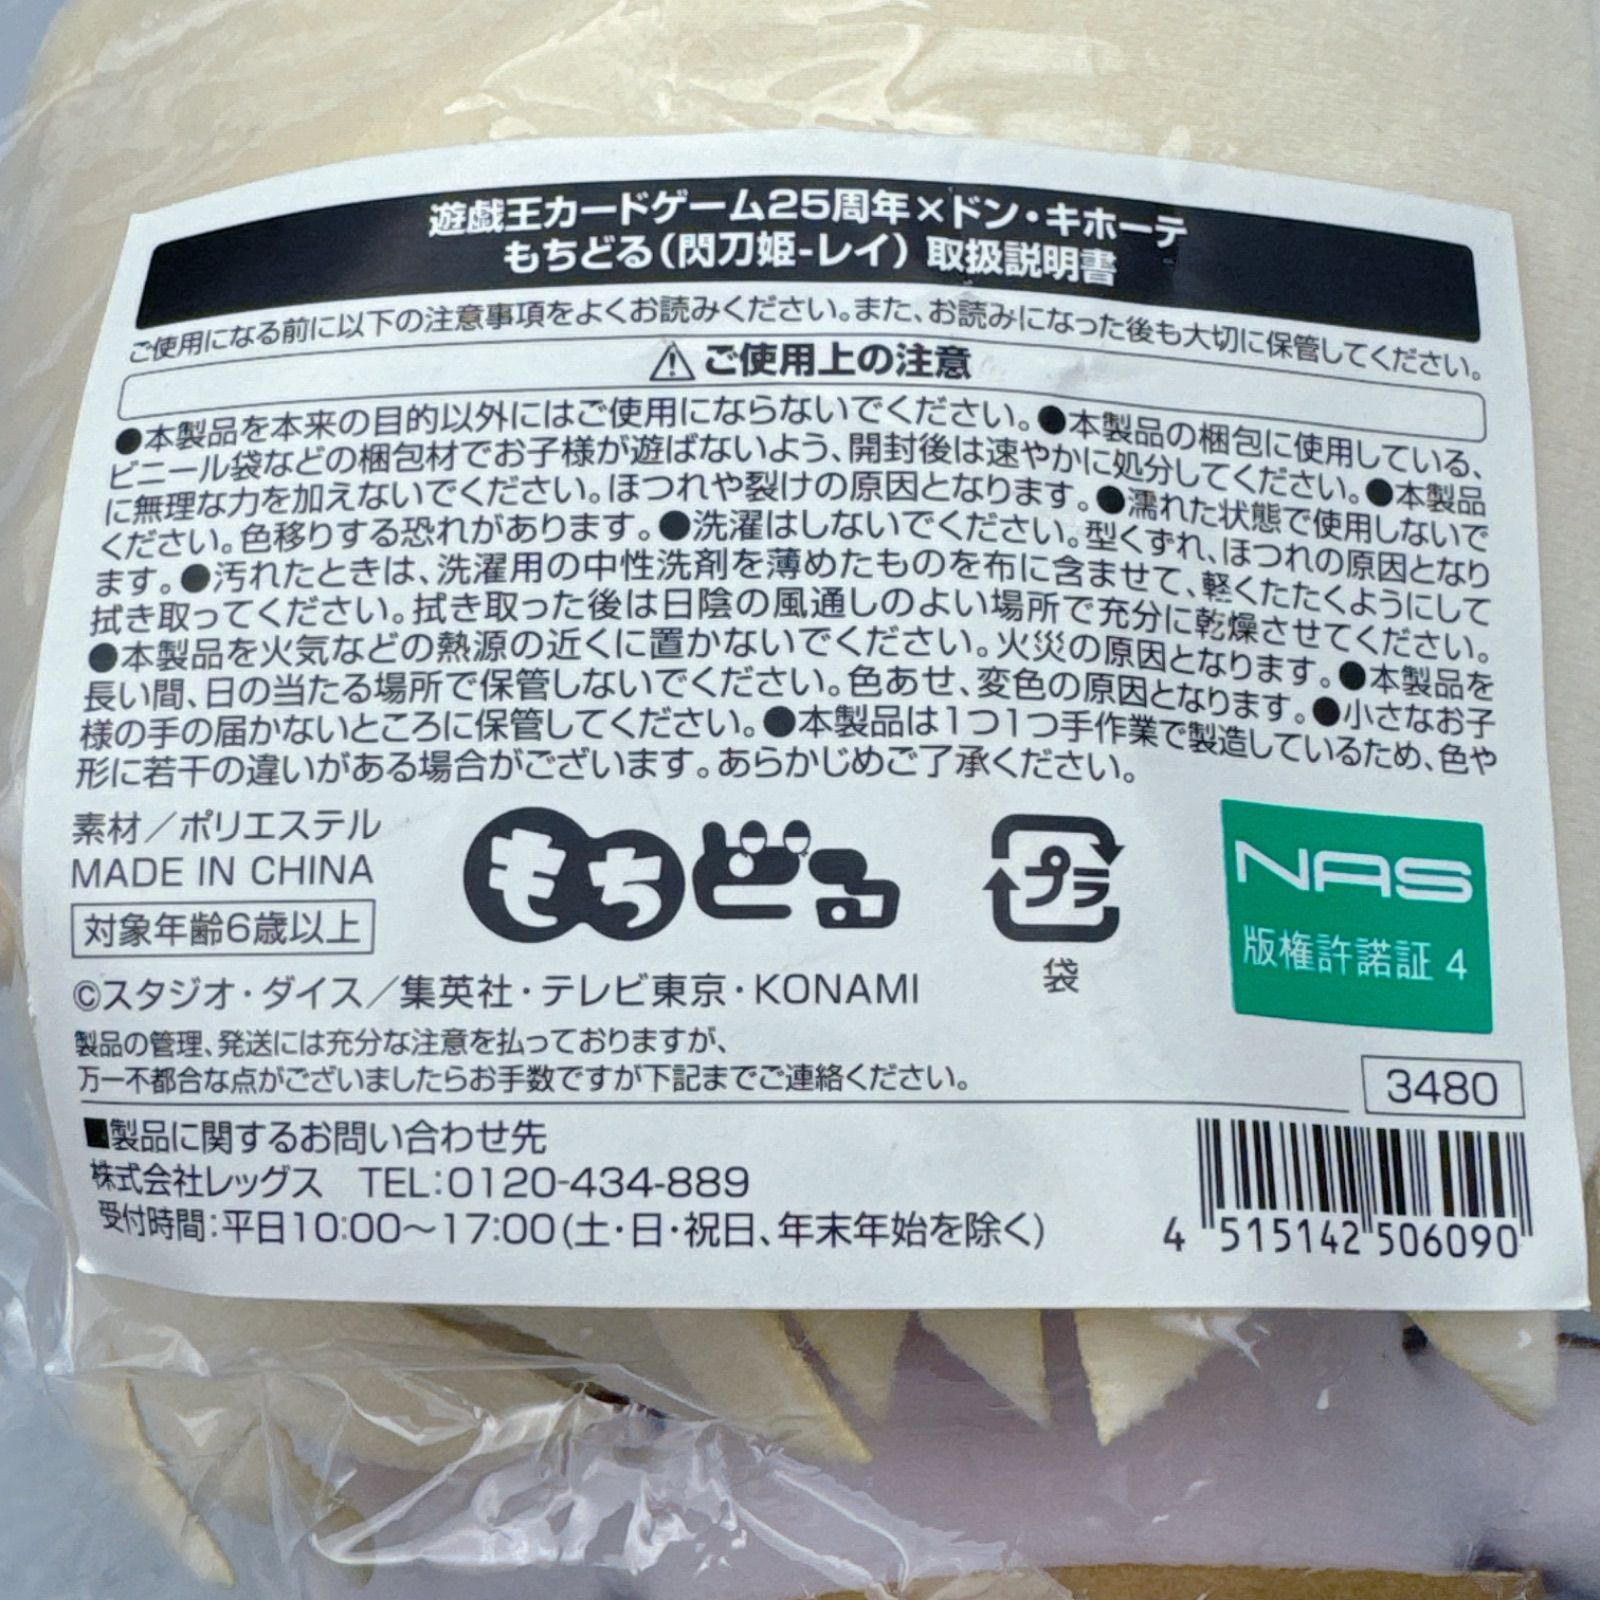 遊戯王カードゲーム25周年×ドン・キホーテ
もちどる(閃刀姫-レイ) 取扱説明書
ご使用になる前に以下の注意事項をよくお読みください。また、お読みになった後も大切に保管してください。
⚠ご使用上の注意
●本製品を本来の目的以外にはご使用にならないでください。●本製品の梱包に使用している、
ビニール袋などの梱包材でお子様が遊ばないよう、開封後は速やかに処分してください。●本製品
に無理な力を加えないでください。ほつれや裂けの原因となります。●濡れた状態で使用しないで
ください。色移りする恐れがあります。●洗濯はしないでください。型くずれ、ほつれの原因となり
ます。●汚れたときは、洗濯用の中性洗剤を薄めたものを布に含ませて、軽くたたくようにして
拭き取ってください。拭き取った後は日陰の風通しのよい場所で充分に乾燥させてください。
●本製品を火気などの熱源の近くに置かないでください。火災の原因となります。●本製品を
長い間、日の当たる場所で保管しないでください。色あせ、変色の原因となります。●小さなお子
様の手の届かないところに保管してください。●本製品は1つ1つ手作業で製造しているため、色や
形に若干の違いがある場合がございます。あらかじめご了承ください。
素材/ポリエステル
MADE IN CHINA
対象年齢6歳以上
もちどる
プラ
袋
NAS
版権許諾証 4
©スタジオ・ダイス/集英社・テレビ東京・KONAMI
製品の管理、発送には充分な注意を払っておりますが、
万一不都合な点がございましたらお手数ですが下記までご連絡ください。
3480
■製品に関するお問い合わせ先
株式会社レッグス TEL:0120-434-889
受付時間:平日10:00〜17:00(土・日・祝日、年末年始を除く)
4 515142 506090